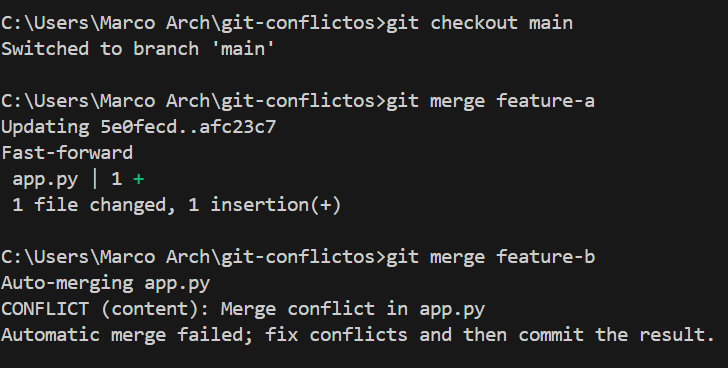 C:\Users\Marco Arch\git-conflictos>git checkout main
Switched to branch 'main'
C:\Users\Marco Arch\git-conflictos>git merge feature-a
Updating 5e0fecd..afc23c7
Fast-forward
 app.py | 1 +
 1 file changed, 1 insertion(+)
C:\Users\Marco Arch\git-conflictos>git merge feature-b
Auto-merging app.py
CONFLICT (content): Merge conflict in app.py
Automatic merge failed; fix conflicts and then commit the result.